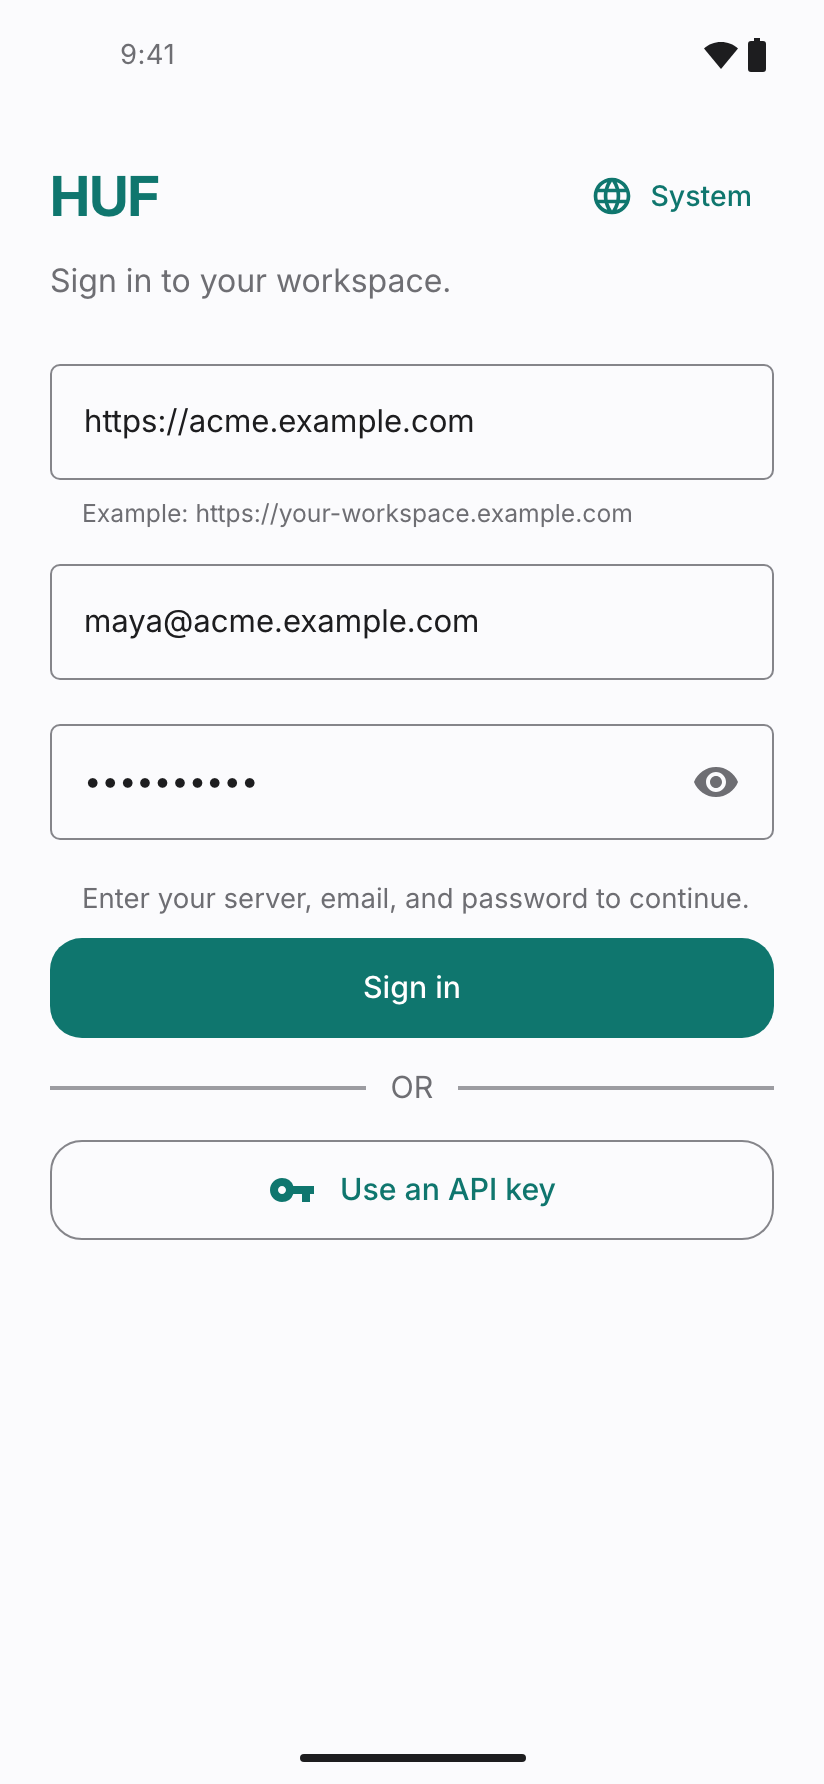 9:41
HUF
System
Sign in to your workspace.
https://acme.example.com
Example: https://your-workspace.example.com
maya@acme.example.com
••••••••••
Enter your server, email, and password to continue.
Sign in
OR
Use an API key